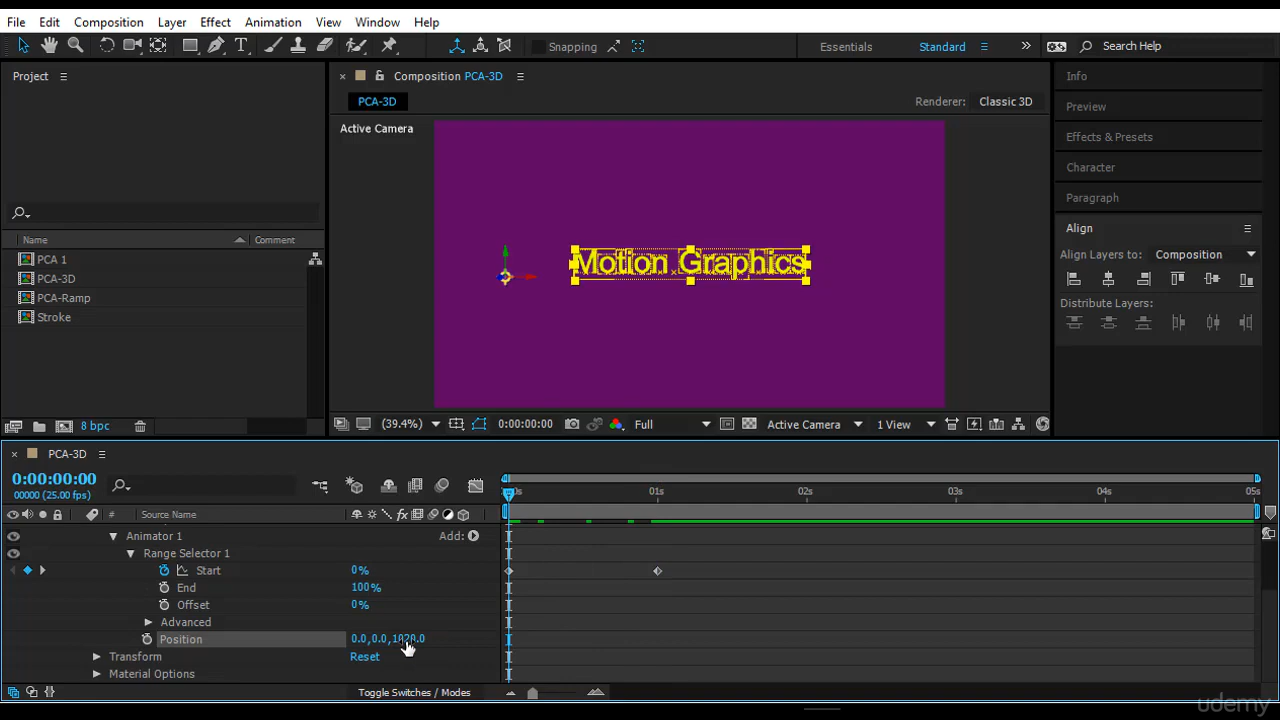 File Edit Composition Layer Effect Animation View Window Help
Snapping Essentials Standard Search Help
Project
Composition PCA-3D
Info
PCA-3D
Renderer: Classic 3D
Preview
Active Camera
Effects & Presets
Character
Paragraph
Align
Name Comment
Align Layers to: Composition
PCA 1
PCA-3D
PCA-Ramp
Stroke
Motion Graphics
Distribute Layers:
8 bpc
(39.4%) 0:00:00:00 Full Active Camera 1 View
PCA-3D
0:00:00:00
00000 (25.00 fps)
01s 02s 03s 04s 05s
# Source Name
Animator 1 Add:
Range Selector 1
Start 0%
End 100%
Offset 0%
Advanced
Position 0.0,0.0,1020.0
Transform Reset
Material Options
Toggle Switches / Modes
udemy